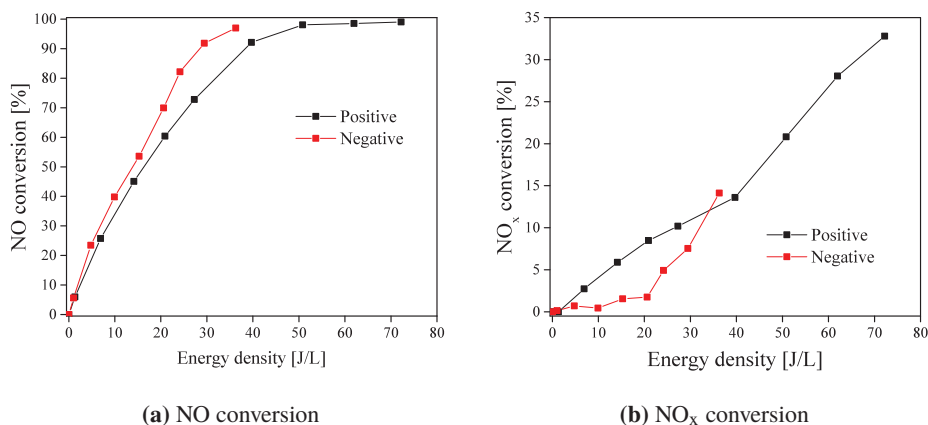 100
90
80
70
60
50
40
30
20
10
0
NO conversion [%]
Positive
Negative
0 10 20 30 40 50 60 70 80
Energy density [J/L]
(a) NO conversion
35
30
25
20
15
10
5
0
NOx conversion [%]
Positive
Negative
0 10 20 30 40 50 60 70 80
Energy density [J/L]
(b) NOx conversion